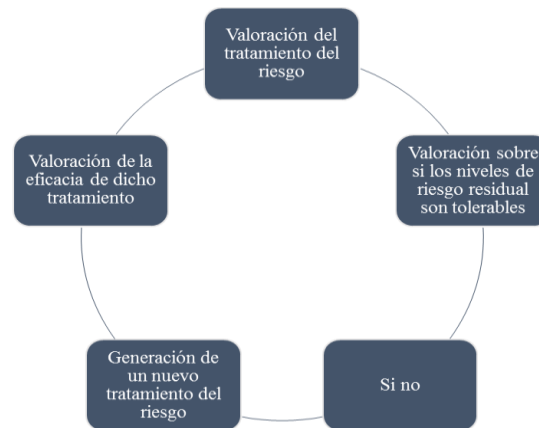 Valoración del
tratamiento del
riesgo
Valoración sobre
si los niveles de
riesgo residual
son tolerables
Si no
Generación de
un nuevo
tratamiento del
riesgo
Valoración de la
eficacia de dicho
tratamiento